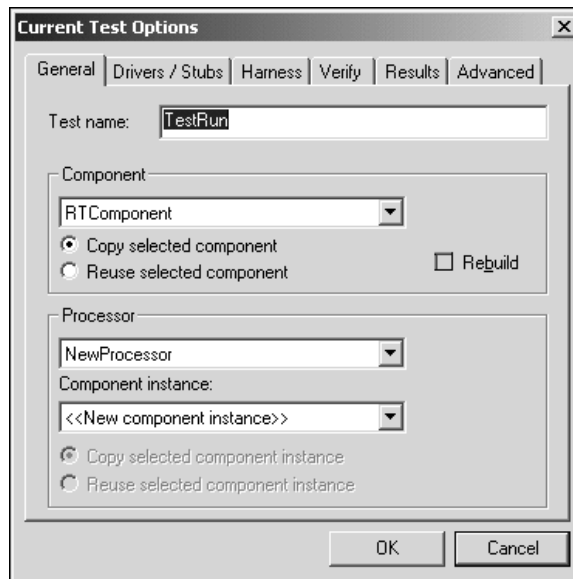 Current Test Options
General Drivers / Stubs Harness Verify Results Advanced
Test name: TestRun
Component
RTComponent
Copy selected component
Reuse selected component
Rebuild
Processor
NewProcessor
Component instance:
<<New component instance>>
Copy selected component instance
Reuse selected component instance
OK Cancel